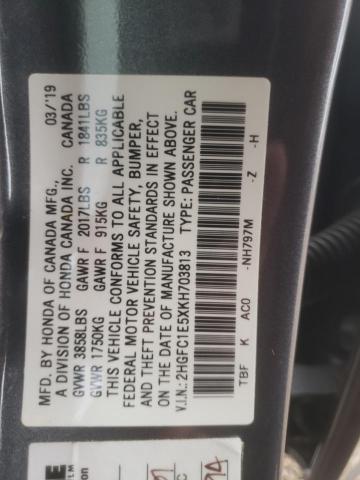 MFD. BY HONDA OF CANADA MFG., 03/'19
A DIVISION OF HONDA CANADA INC. CANADA
GVWR 3858LBS GAWR F 2017LBS R 1841LBS
GVWR 1750KG GAWR F 915KG R 835KG
THIS VEHICLE CONFORMS TO ALL APPLICABLE
FEDERAL MOTOR VEHICLE SAFETY, BUMPER,
AND THEFT PREVENTION STANDARDS IN EFFECT
ON THE DATE OF MANUFACTURE SHOWN ABOVE.
V.I.N.: 2HGFC1E5XKH703813 TYPE: PASSENGER CAR
TBF K AC0 -NH797M -Z -H